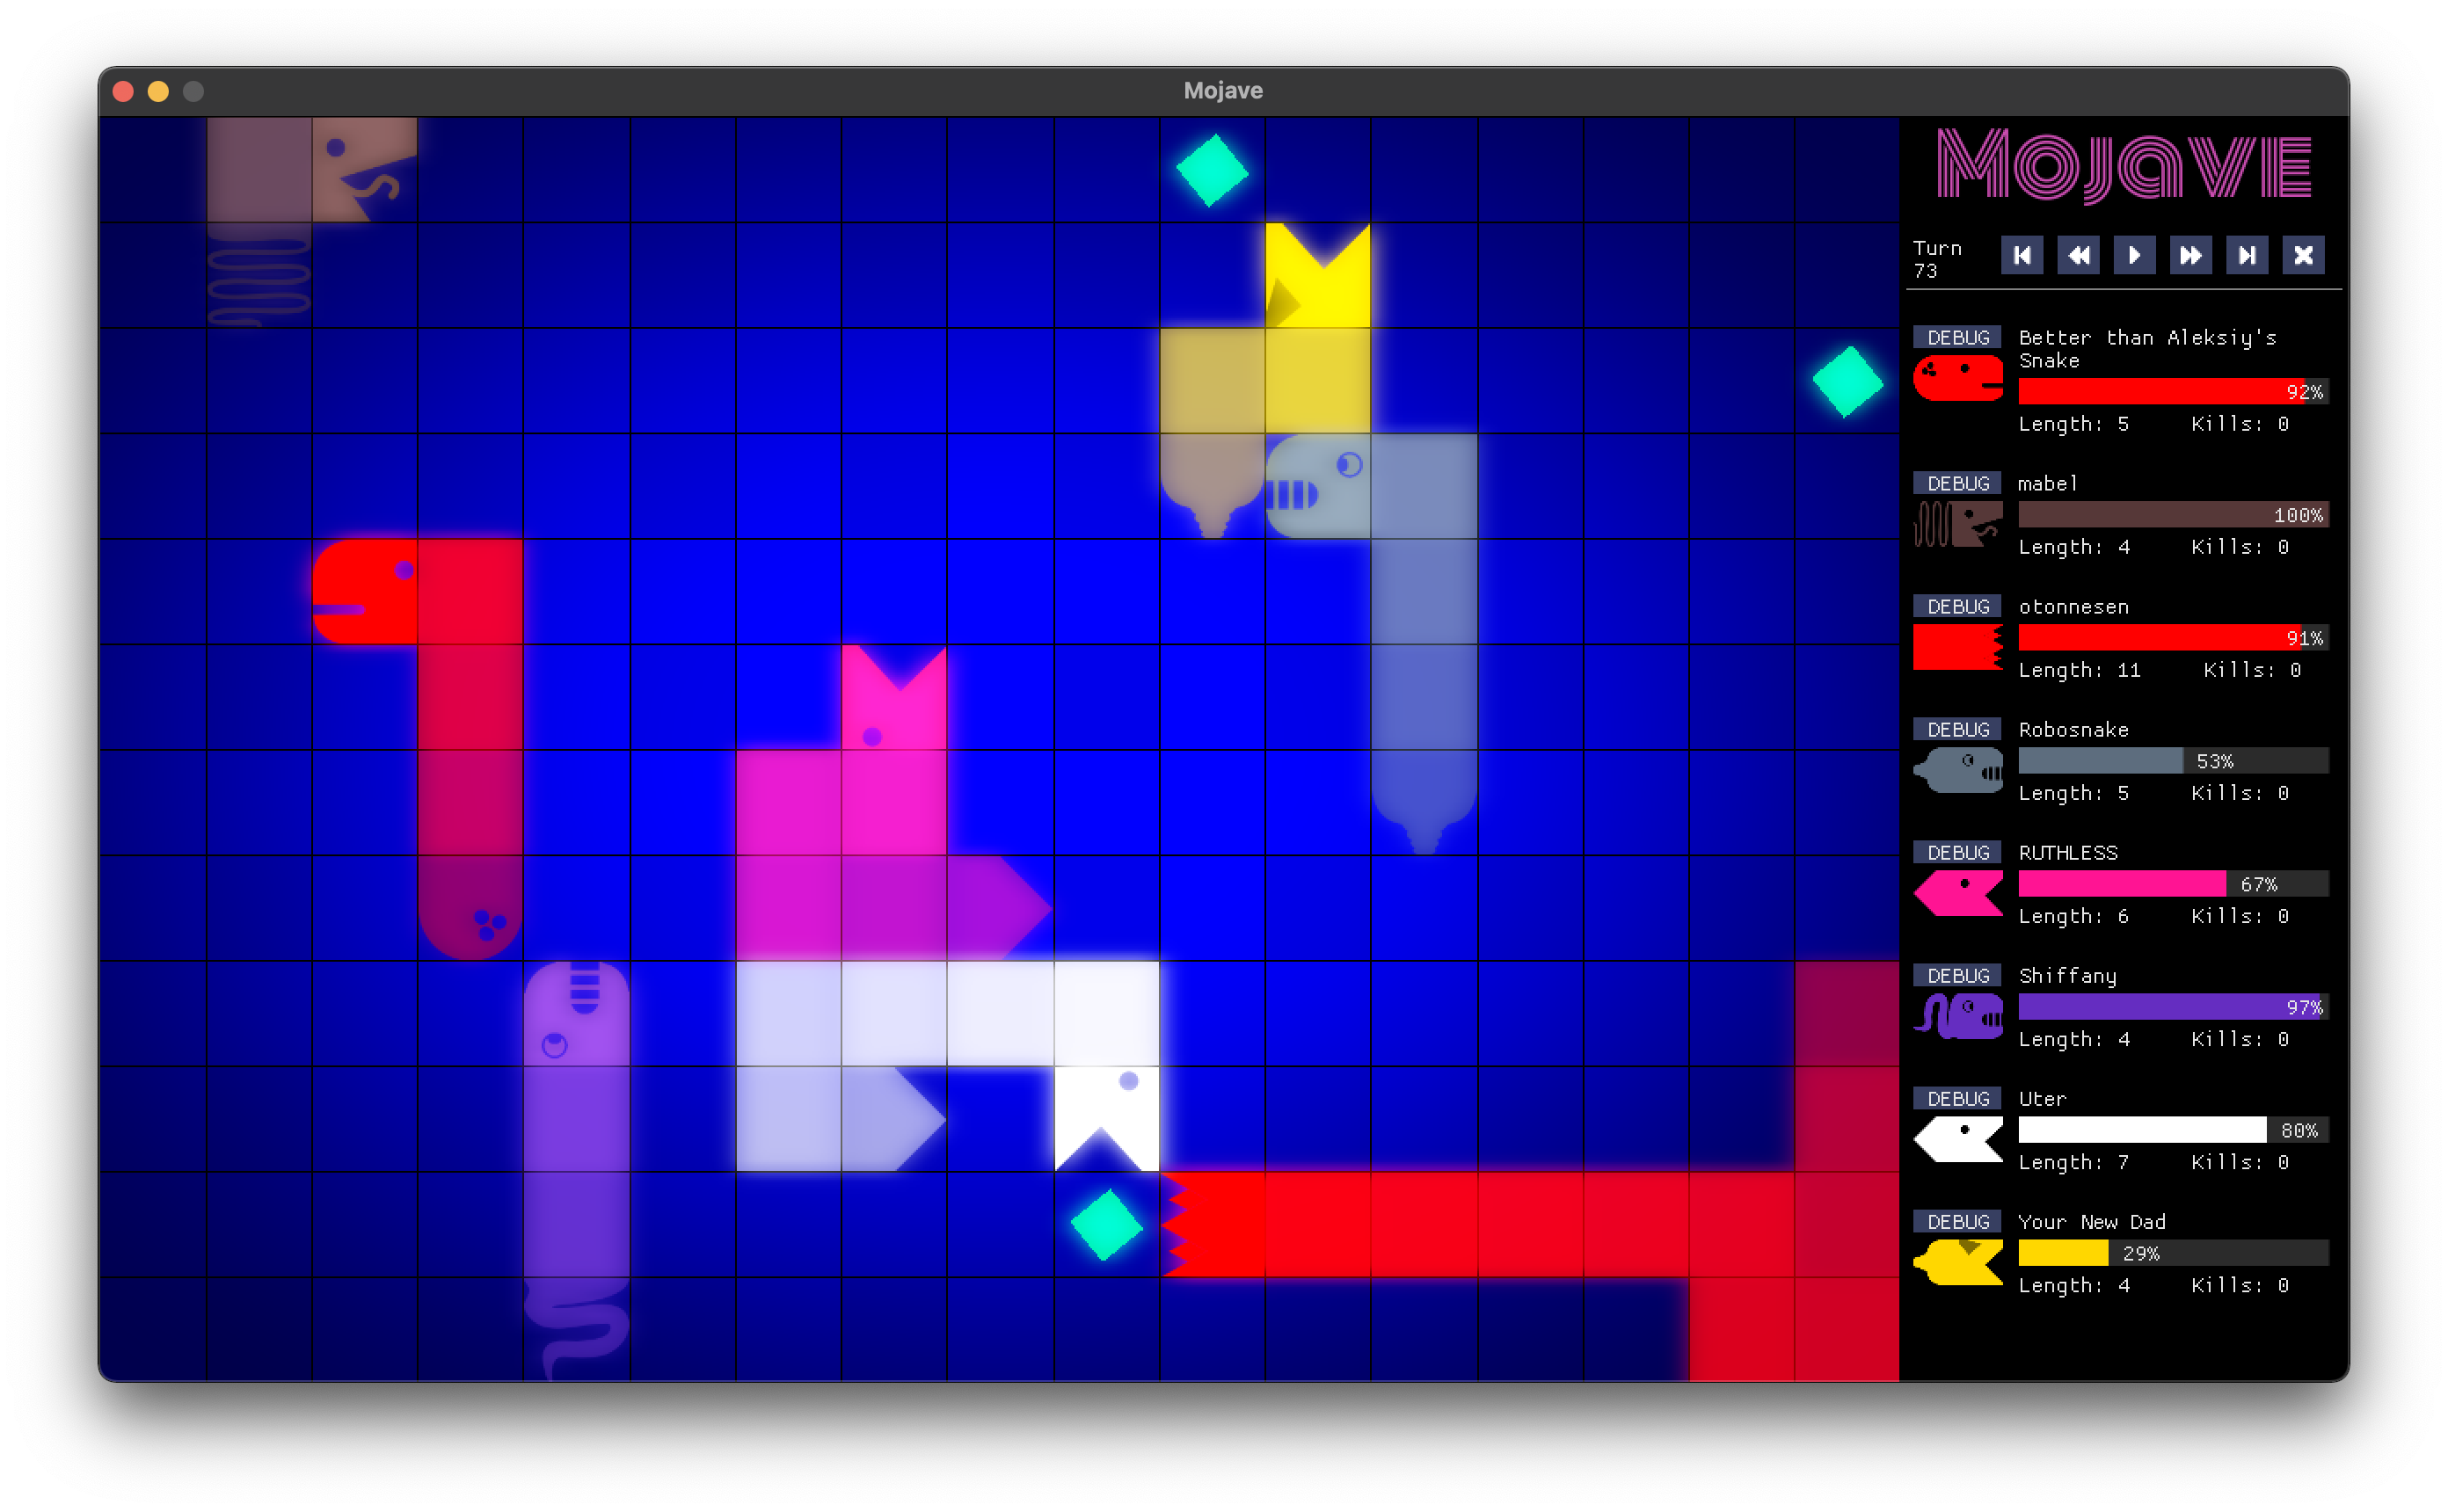 Mojave
Mojave
Turn
73
DEBUG Better than Aleksiy's
Snake
92%
Length: 5 Kills: 0
DEBUG mabel
100%
Length: 4 Kills: 0
DEBUG otonnesen
91%
Length: 11 Kills: 0
DEBUG Robosnake
53%
Length: 5 Kills: 0
DEBUG RUTHLESS
67%
Length: 6 Kills: 0
DEBUG Shiffany
97%
Length: 4 Kills: 0
DEBUG Uter
80%
Length: 7 Kills: 0
DEBUG Your New Dad
29%
Length: 4 Kills: 0